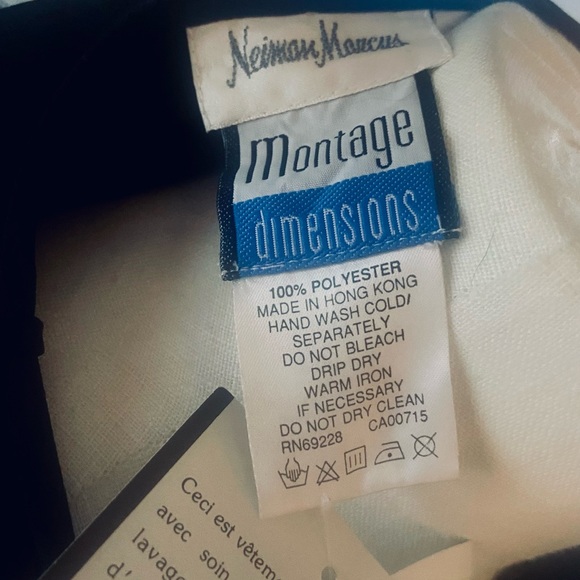 Neiman Marcus
montage
dimensions
100% POLYESTER
MADE IN HONG KONG
HAND WASH COLD/
SEPARATELY
DO NOT BLEACH
DRIP DRY
WARM IRON
IF NECESSARY
DO NOT DRY CLEAN
RN69228 CA00715
Ceci est vêtem
avec soin
lavag
d'